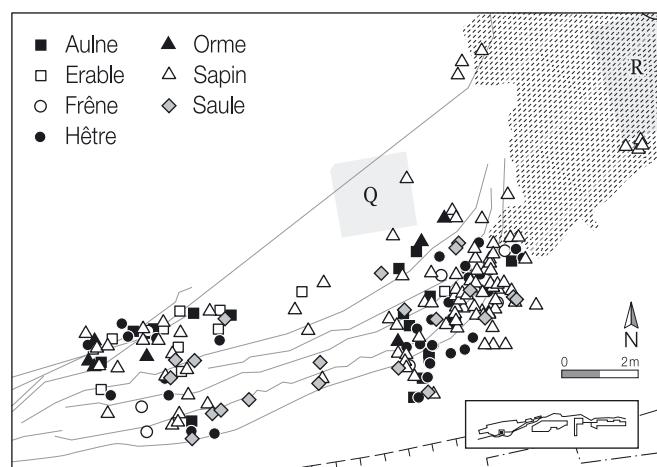 Aulne Orme
Erable Sapin
Frêne Saule
Hêtre
R
Q
N
0 2m